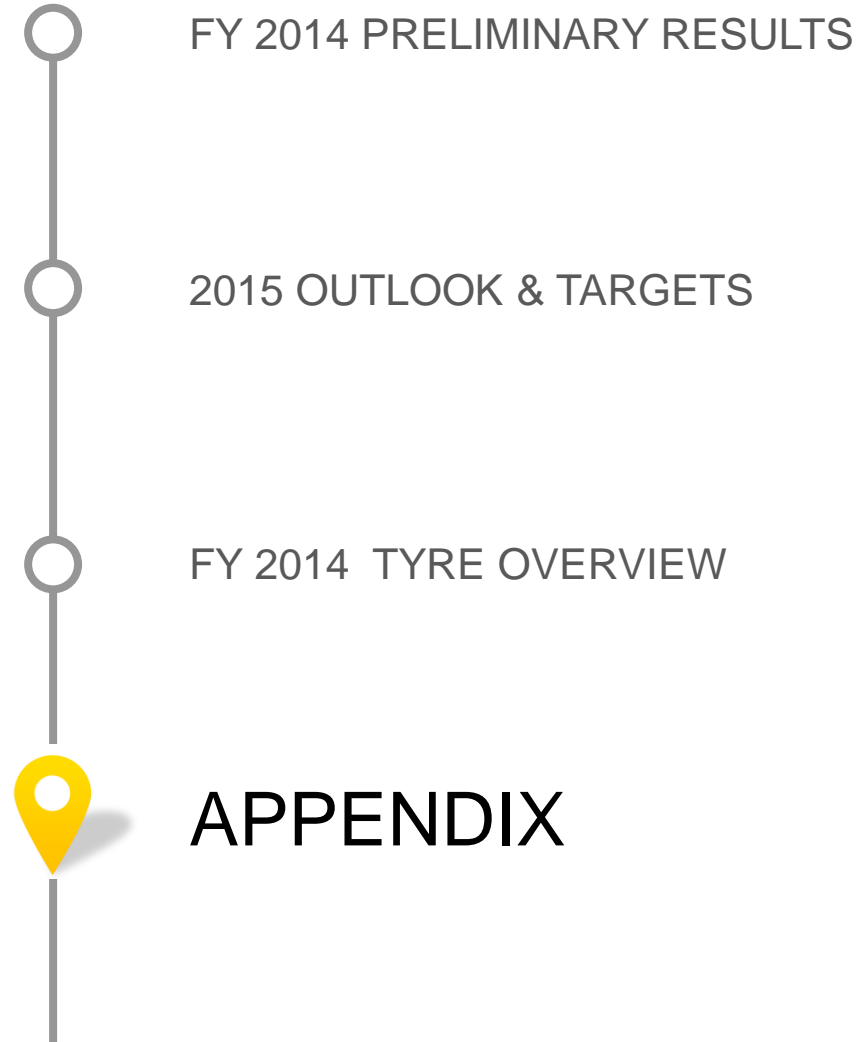 FY 2014 PRELIMINARY RESULTS
2015 OUTLOOK & TARGETS
FY 2014 TYRE OVERVIEW
APPENDIX